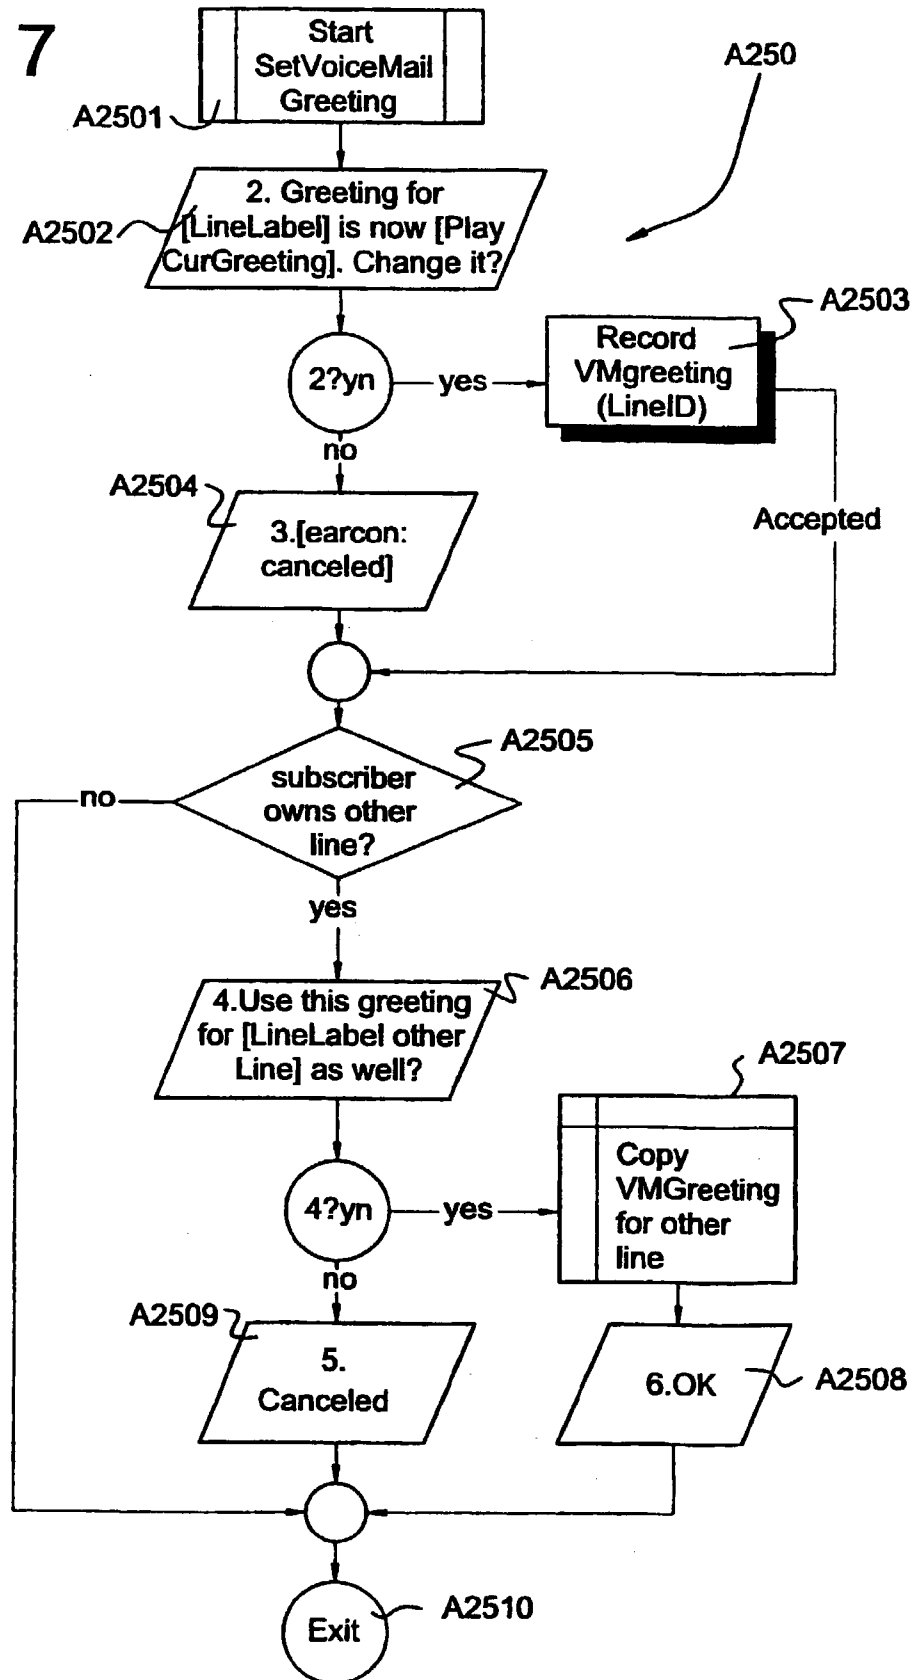 7
Start
SetVoiceMail
Greeting
A250
A2501
2. Greeting for
[LineLabel] is now [Play
CurGreeting]. Change it?
A2502
A2503
Record
VMgreeting
(LineID)
2?yn
yes
no
A2504
3.[earcon:
canceled]
Accepted
A2505
subscriber
owns other
line?
no
yes
A2506
4.Use this greeting
for [LineLabel other
Line] as well?
A2507
Copy
VMGreeting
for other
line
4?yn
yes
no
A2509
5.
Canceled
6.OK
A2508
Exit
A2510